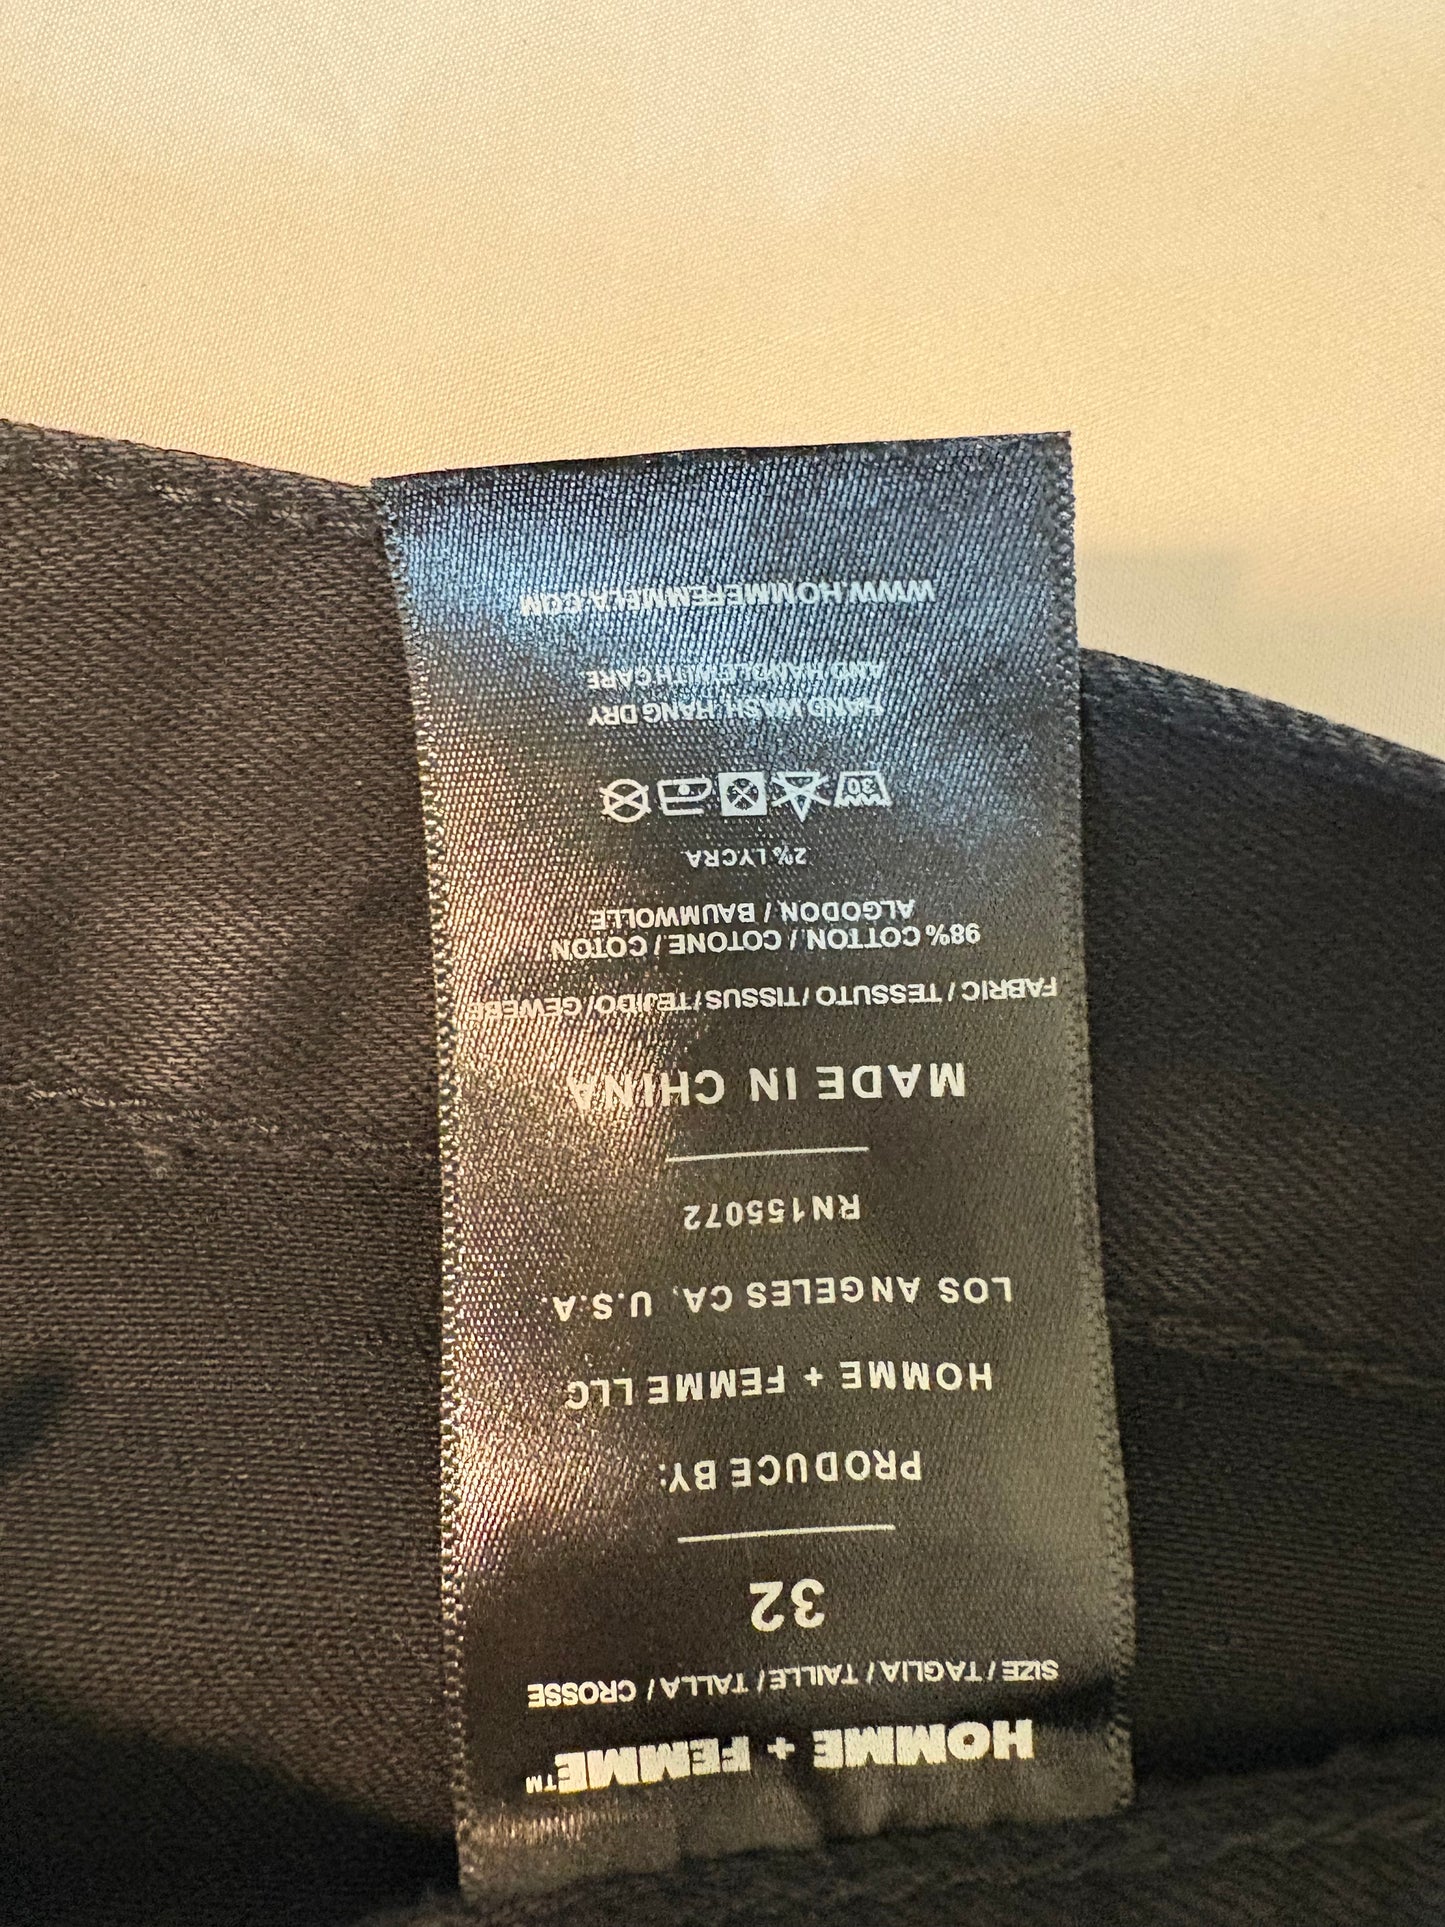 HOMME + FEMME™
SIZE / TAGLIA / TAILLE / TALLA / CROSSE
32
PRODUCE BY:
HOMME + FEMME LLC
LOS ANGELES CA, U.S.A.
RN155072
MADE IN CHINA
FABRIC / TESSUTO / TISSUS / TEJIDO / GEWEBE
98% COTTON / COTONE / COTON
ALGODON / BAUMWOLLE
2% LYCRA
30
HAND WASH, HANG DRY
AND HANDLE WITH CARE
WWW.HOMMEFEMMELA.COM